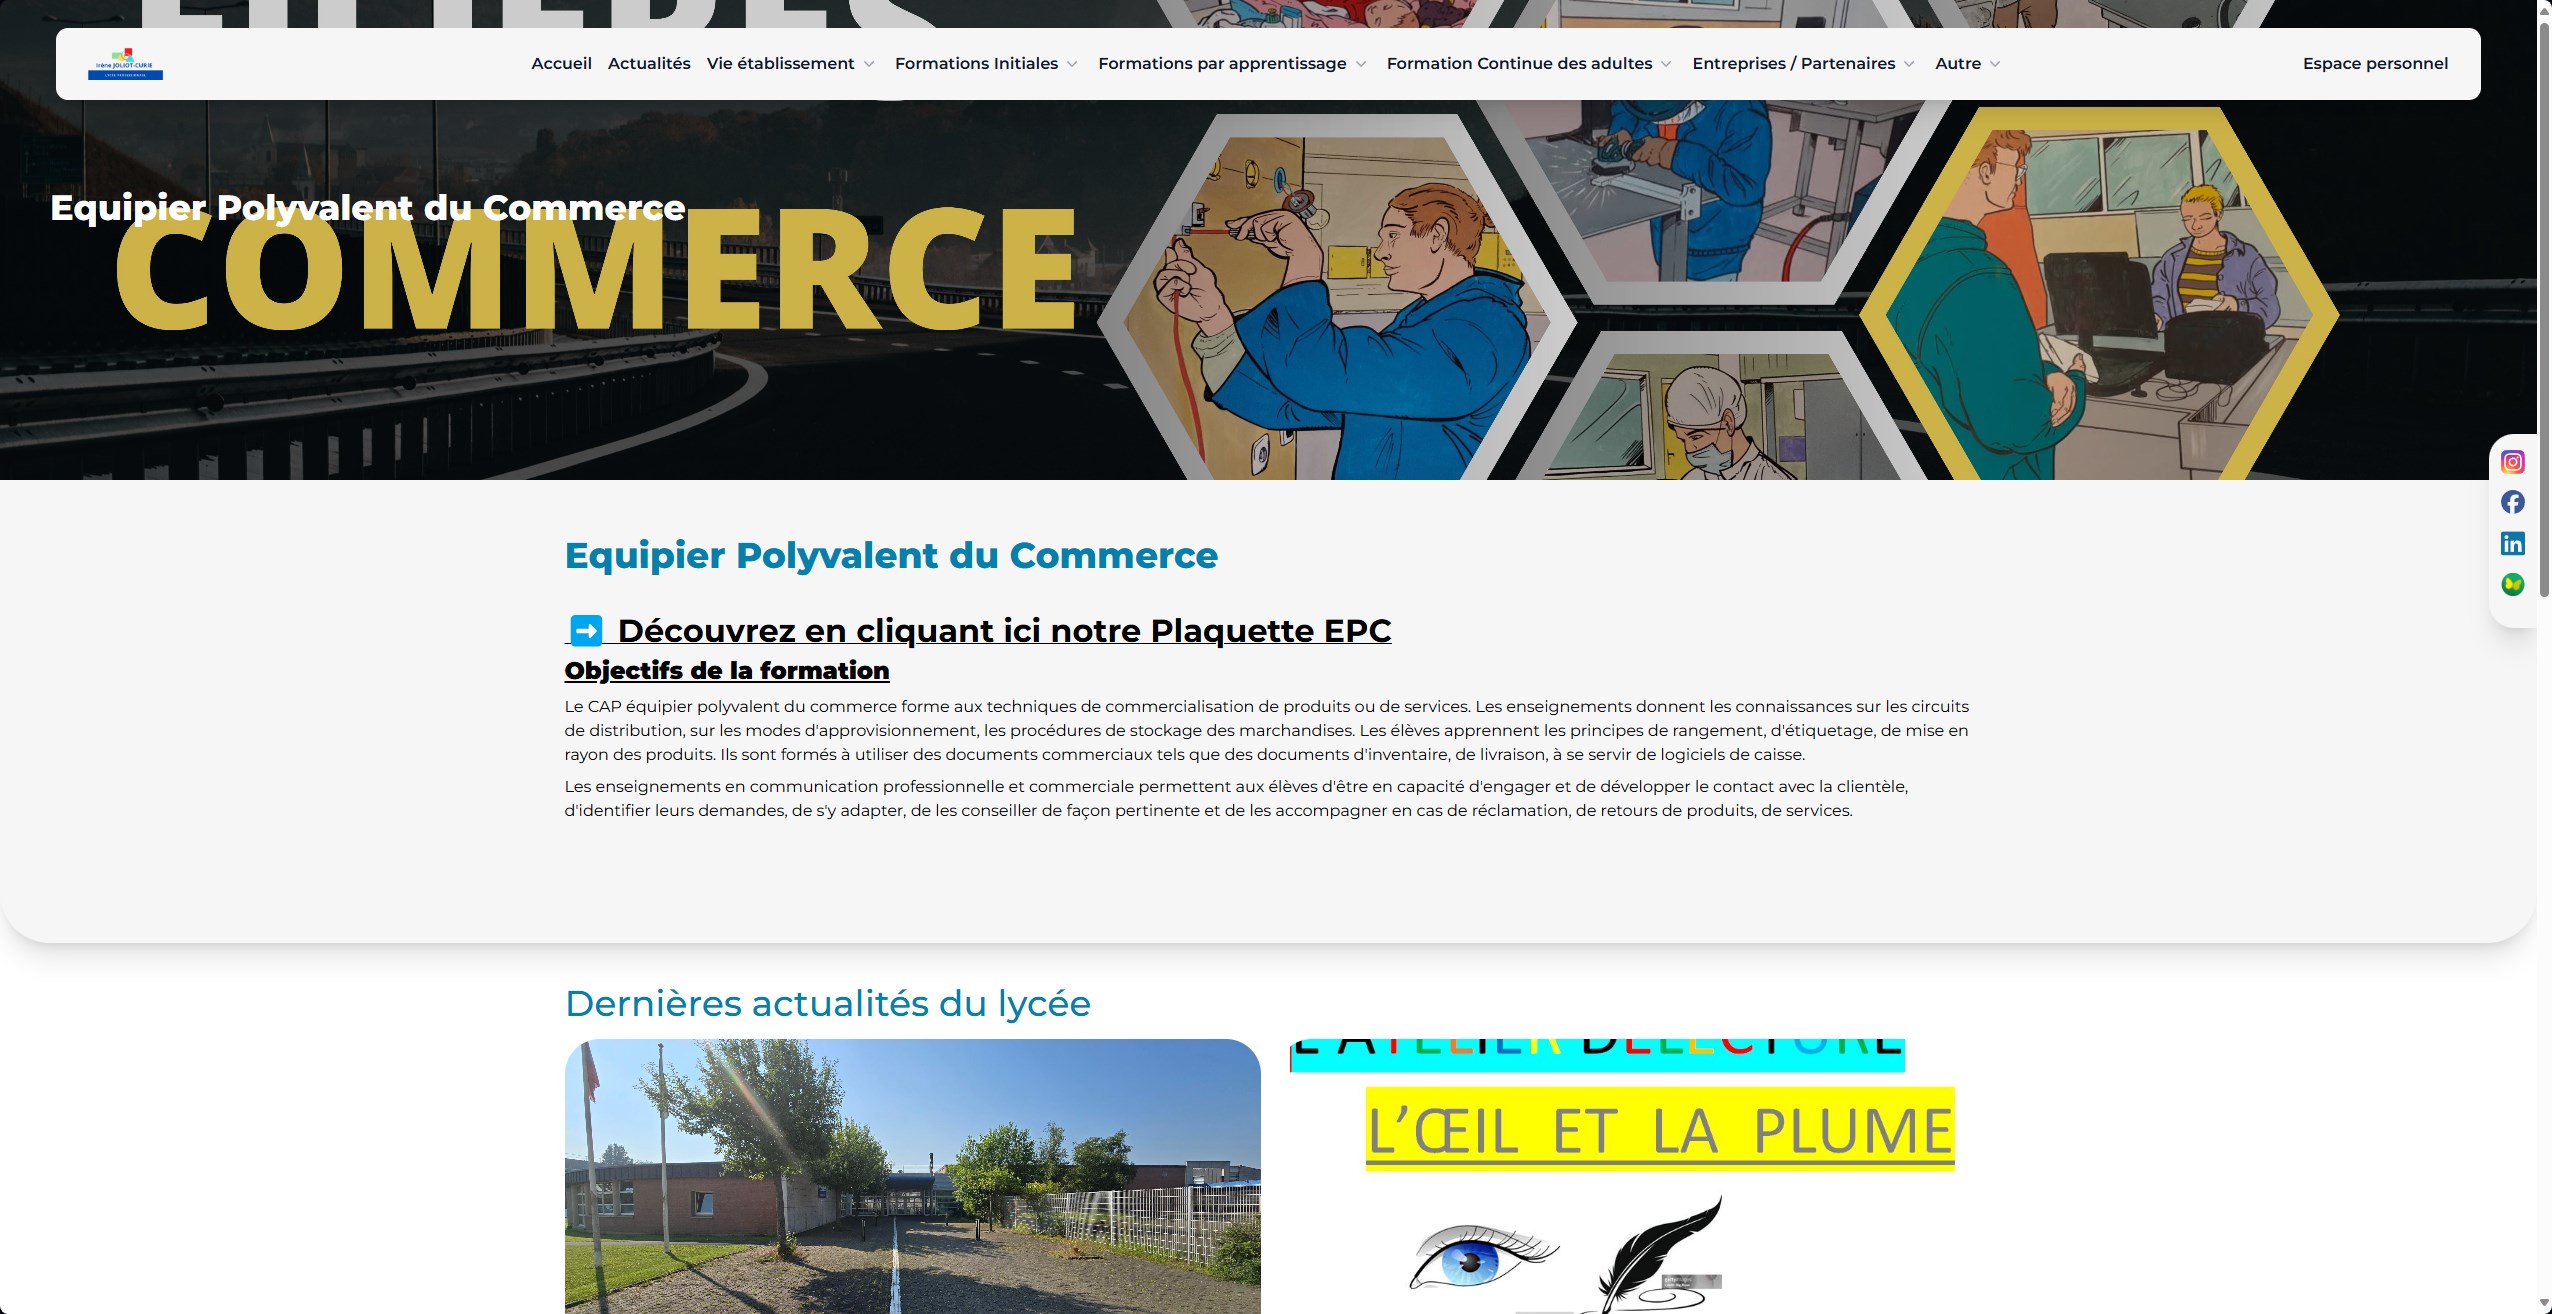 FILIERES
Irène JOLIOT-CURIE
LYCÉE PROFESSIONNEL
Accueil
Actualités
Vie établissement
Formations Initiales
Formations par apprentissage
Formation Continue des adultes
Entreprises / Partenaires
Autre
Espace personnel
Equipier Polyvalent du Commerce
COMMERCE
Equipier Polyvalent du Commerce
➡️ Découvrez en cliquant ici notre Plaquette EPC
Objectifs de la formation
Le CAP équipier polyvalent du commerce forme aux techniques de commercialisation de produits ou de services. Les enseignements donnent les connaissances sur les circuits
de distribution, sur les modes d'approvisionnement, les procédures de stockage des marchandises. Les élèves apprennent les principes de rangement, d'étiquetage, de mise en
rayon des produits. Ils sont formés à utiliser des documents commerciaux tels que des documents d'inventaire, de livraison, à se servir de logiciels de caisse.
Les enseignements en communication professionnelle et commerciale permettent aux élèves d'être en capacité d'engager et de développer le contact avec la clientèle,
d'identifier leurs demandes, de s'y adapter, de les conseiller de façon pertinente et de les accompagner en cas de réclamation, de retours de produits, de services.
Dernières actualités du lycée
L'ATELIER DELECTURE
L'ŒIL ET LA PLUME